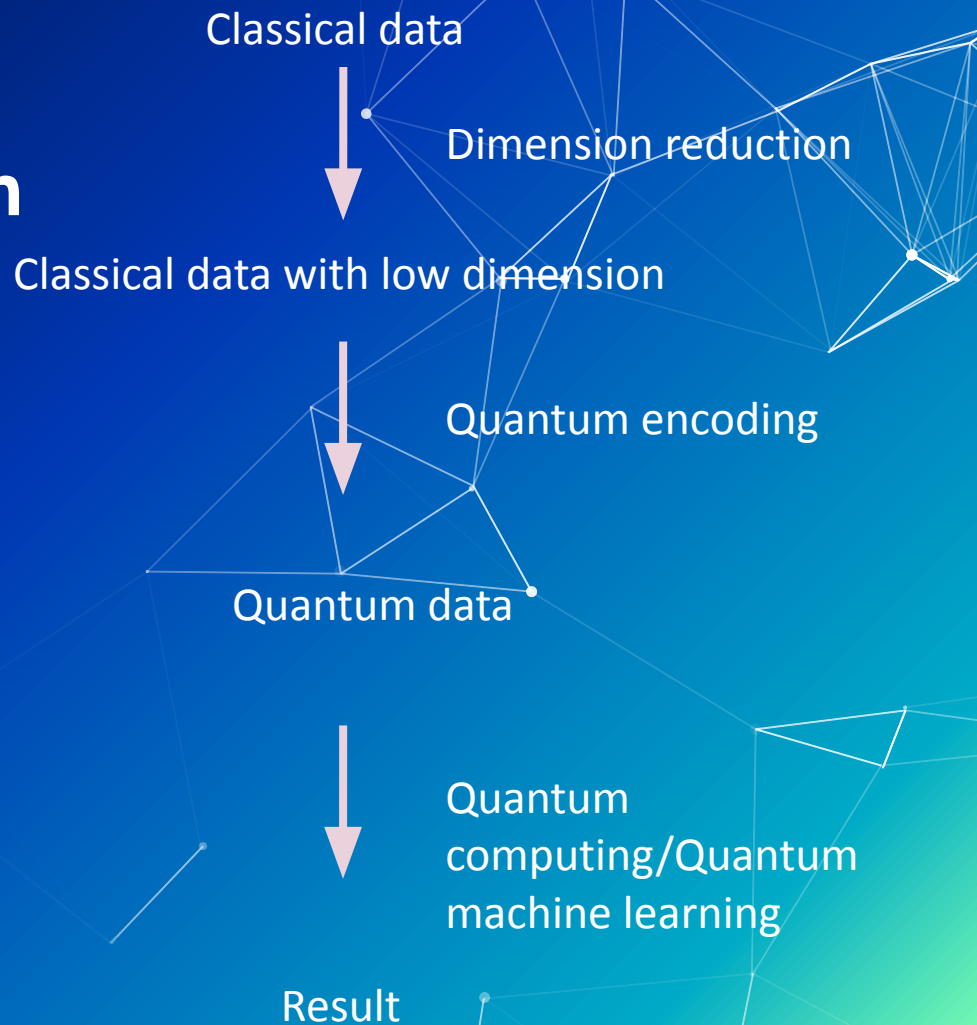 Classical data
Dimension reduction
Classical data with low dimension
Quantum encoding
Quantum data
Quantum
computing/Quantum
machine learning
Result